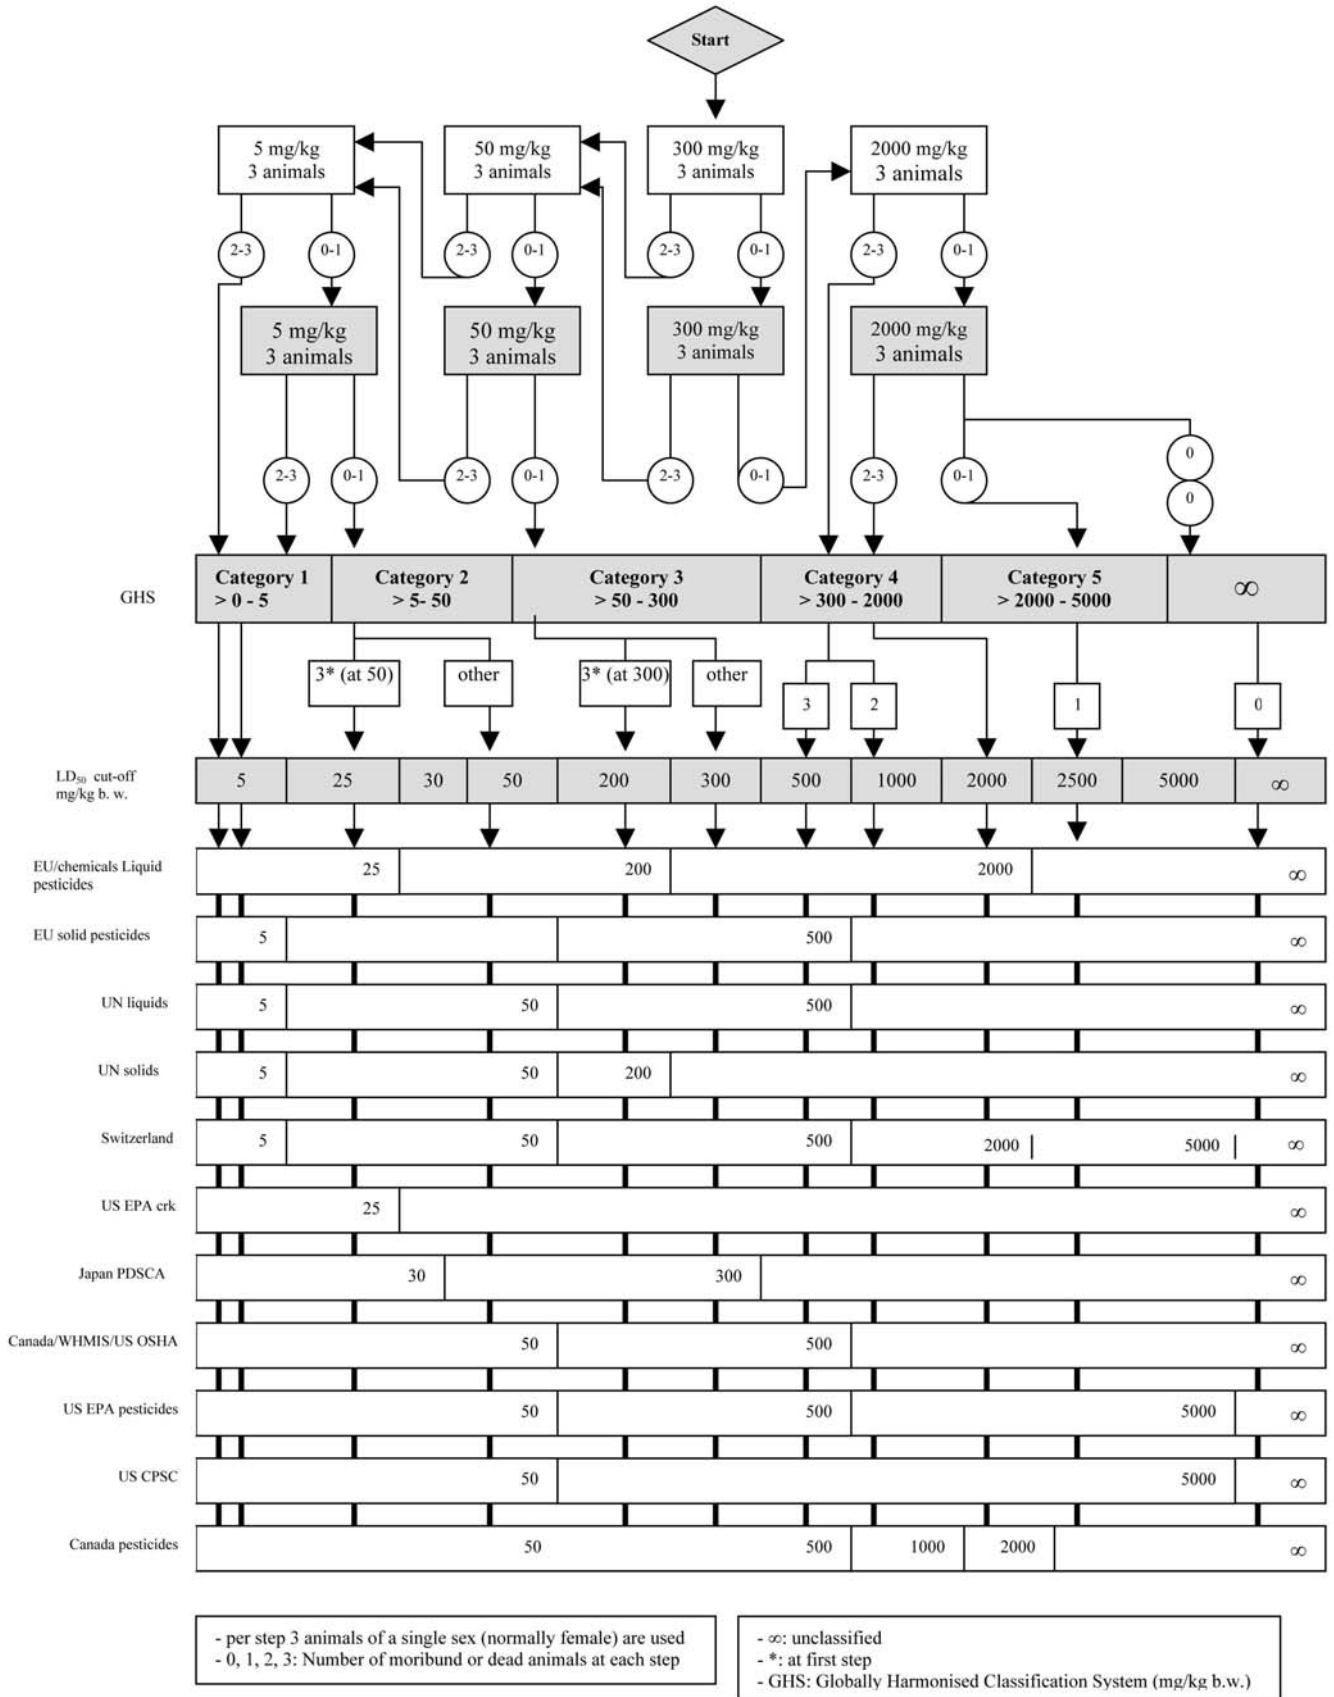 Start
5 mg/kg
3 animals
50 mg/kg
3 animals
300 mg/kg
3 animals
2000 mg/kg
3 animals
2-3
0-1
2-3
0-1
2-3
0-1
2-3
0-1
5 mg/kg
3 animals
50 mg/kg
3 animals
300 mg/kg
3 animals
2000 mg/kg
3 animals
0
2-3
0-1
2-3
0-1
2-3
0-1
2-3
0-1
0
GHS
Category 1
> 0 - 5
Category 2
> 5- 50
Category 3
> 50 - 300
Category 4
> 300 - 2000
Category 5
> 2000 - 5000
∞
3* (at 50)
other
3* (at 300)
other
3
2
1
0
LD50 cut-off
mg/kg b. w.
5 25 30 50 200 300 500 1000 2000 2500 5000 ∞
EU/chemicals Liquid
pesticides
25 200 2000 ∞
EU solid pesticides 5 500 ∞
UN liquids 5 50 500 ∞
UN solids 5 50 200 ∞
Switzerland 5 50 500 2000 5000 ∞
US EPA crk 25 ∞
Japan PDSCA 30 300 ∞
Canada/WHMIS/US OSHA 50 500 ∞
US EPA pesticides 50 500 5000 ∞
US CPSC 50 5000 ∞
Canada pesticides 50 500 1000 2000 ∞
- per step 3 animals of a single sex (normally female) are used
- 0, 1, 2, 3: Number of moribund or dead animals at each step
- ∞: unclassified
- *: at first step
- GHS: Globally Harmonised Classification System (mg/kg b.w.)